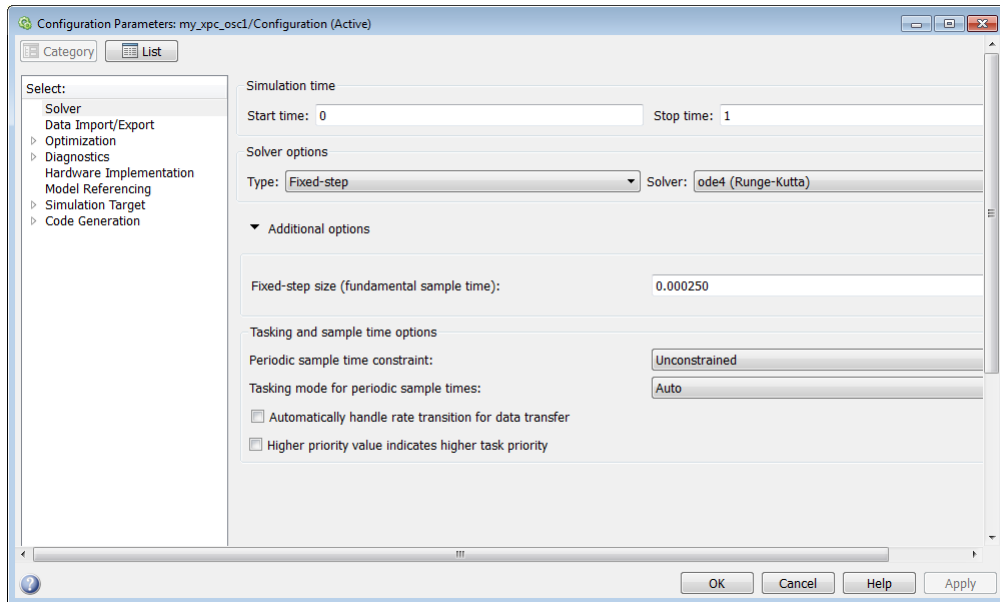 Configuration Parameters: my_xpc_osc1/Configuration (Active)
Category List
Select:
Solver
Data Import/Export
Optimization
Diagnostics
Hardware Implementation
Model Referencing
Simulation Target
Code Generation
Simulation time
Start time: 0 Stop time: 1
Solver options
Type: Fixed-step Solver: ode4 (Runge-Kutta)
Additional options
Fixed-step size (fundamental sample time): 0.000250
Tasking and sample time options
Periodic sample time constraint: Unconstrained
Tasking mode for periodic sample times: Auto
Automatically handle rate transition for data transfer
Higher priority value indicates higher task priority
OK Cancel Help Apply